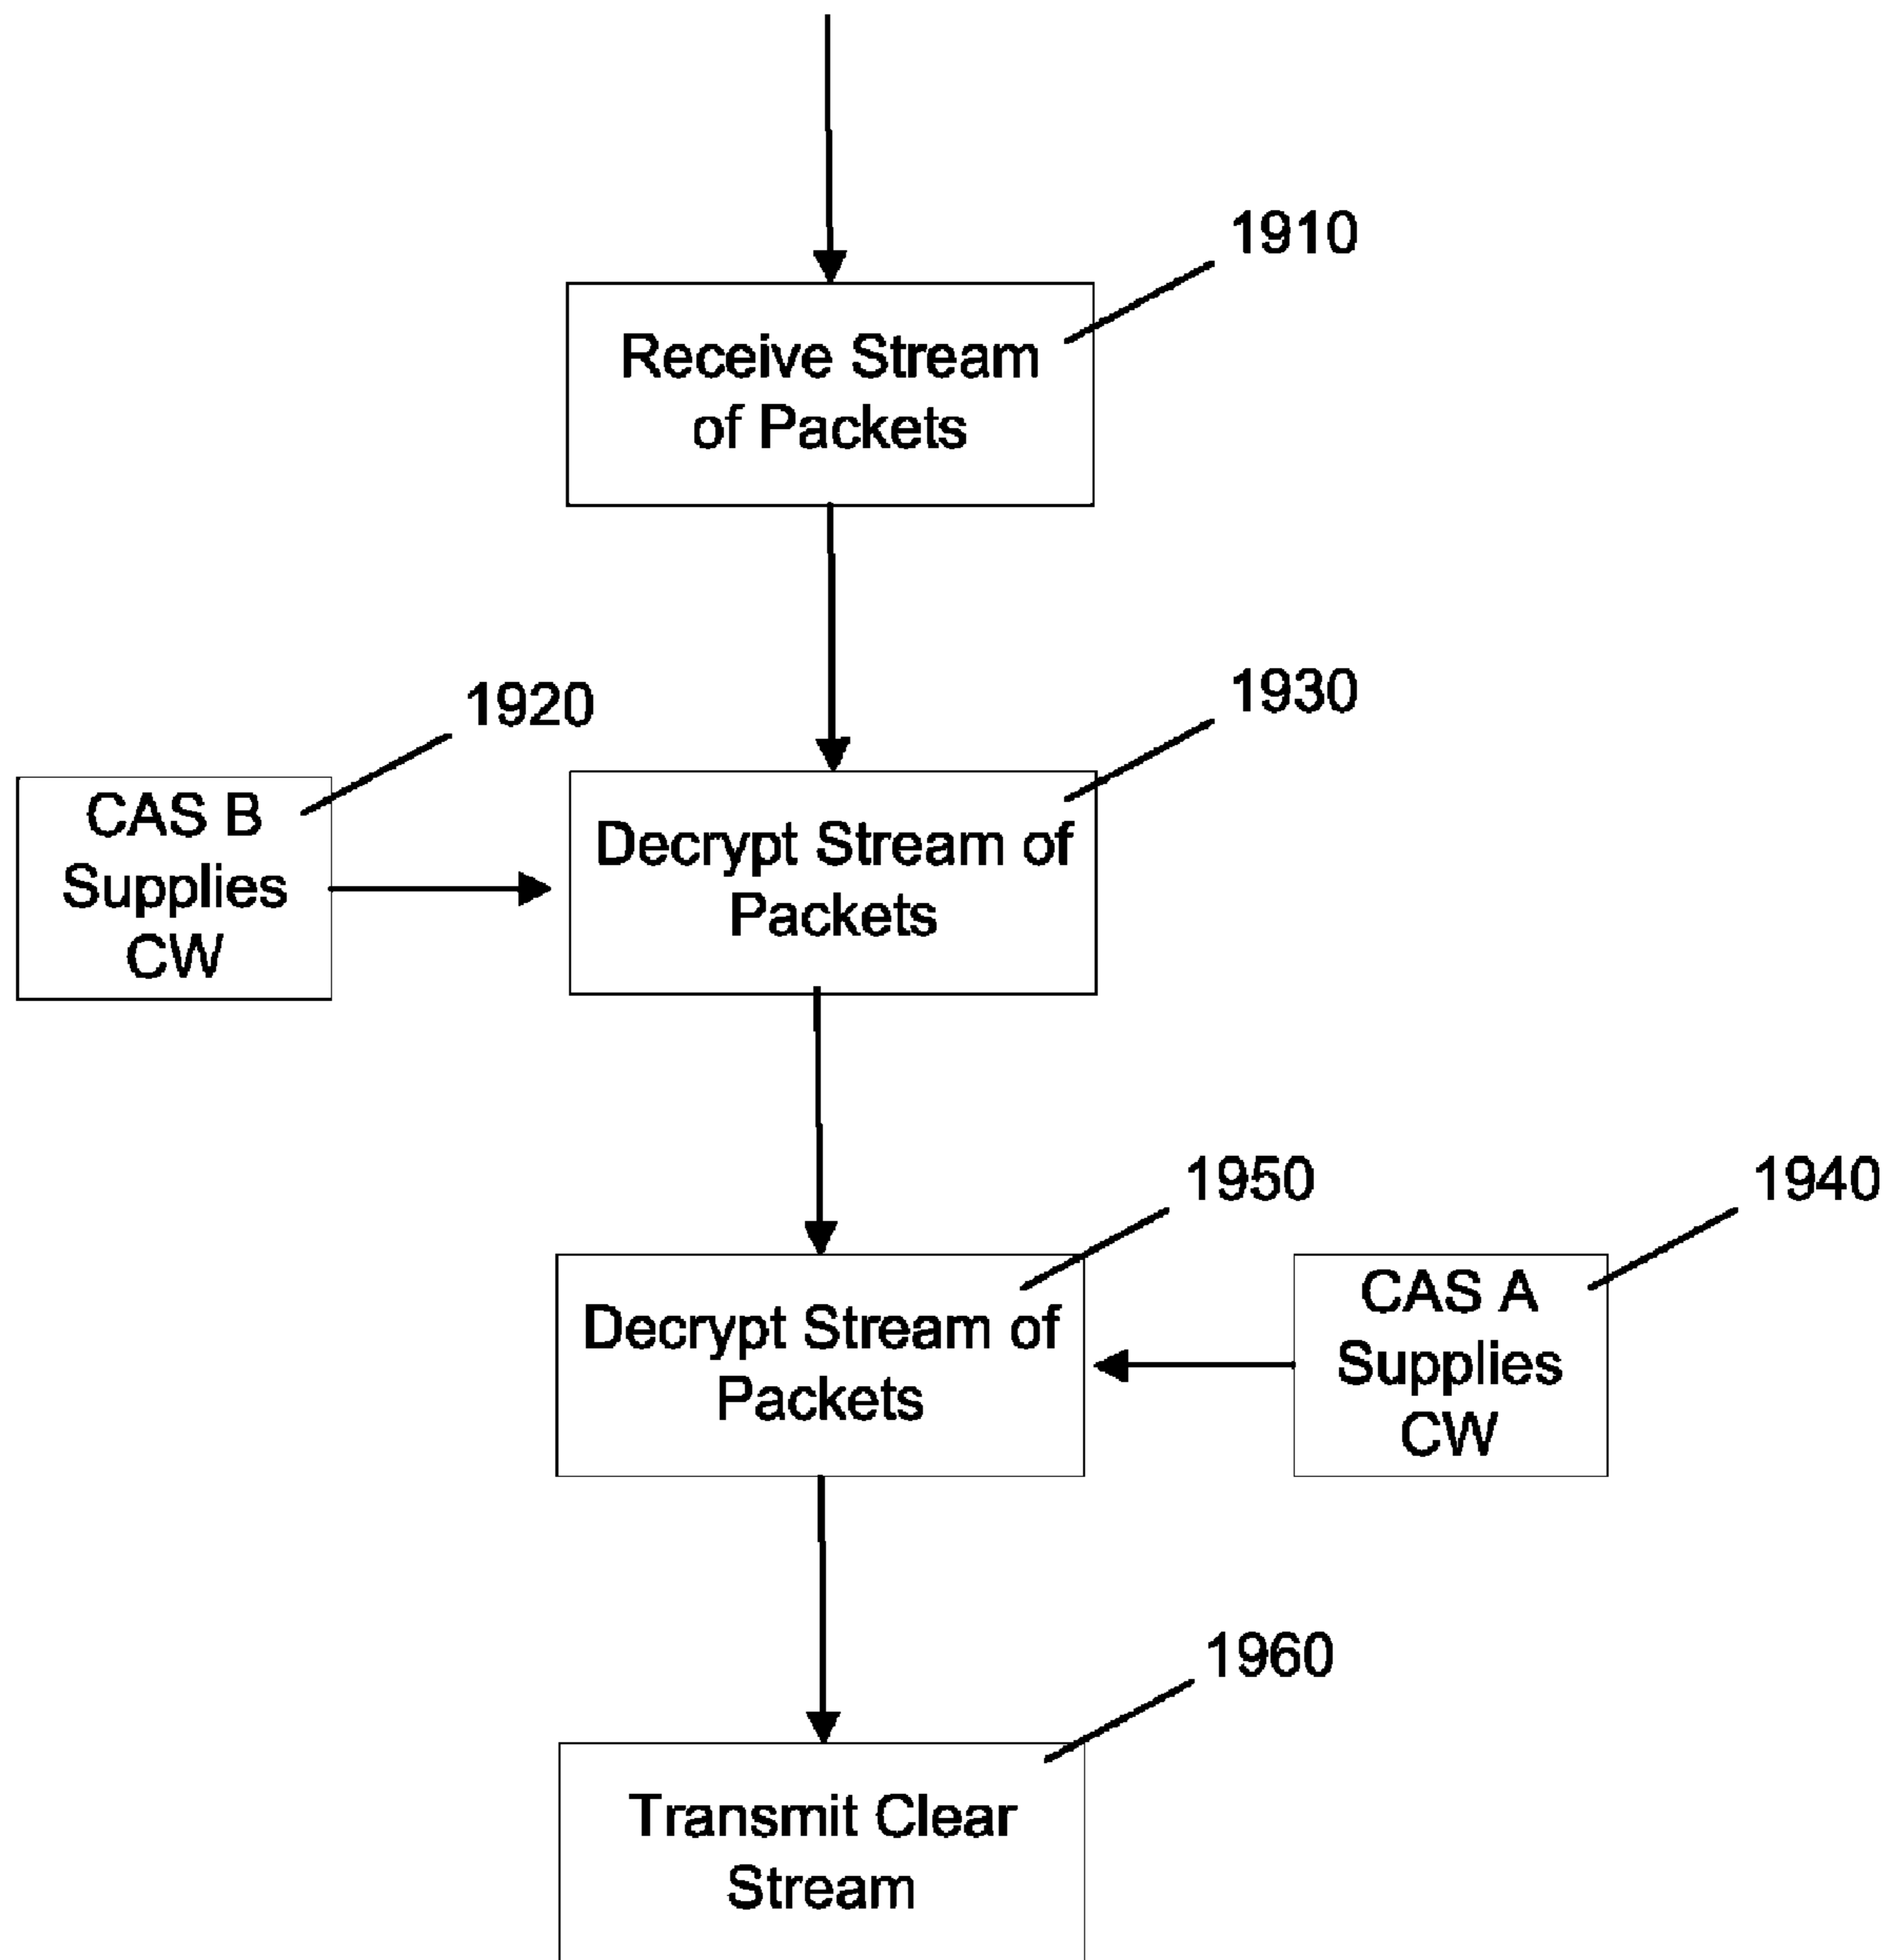 1910
Receive Stream
of Packets
1920
1930
CAS B
Supplies
CW
Decrypt Stream of
Packets
1950
1940
Decrypt Stream of
Packets
CAS A
Supplies
CW
1960
Transmit Clear
Stream